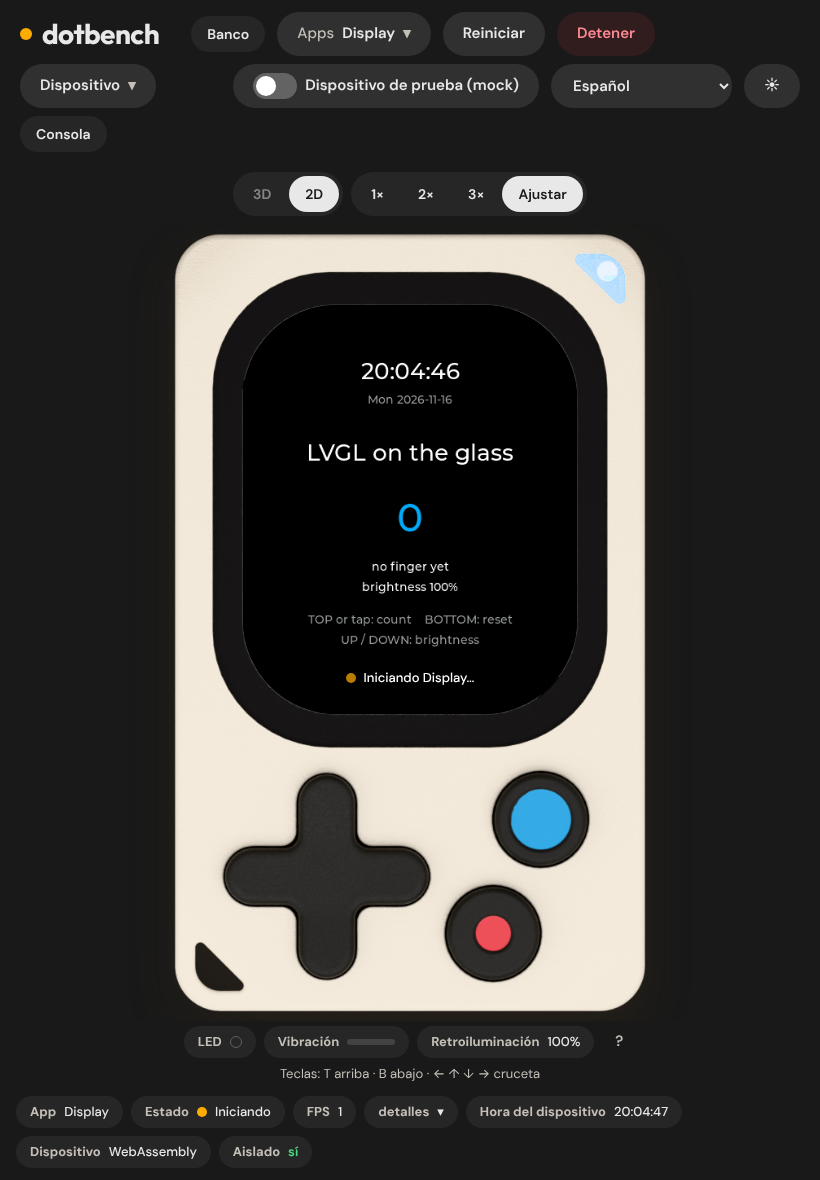 dotbench Banco Apps Display ▾ Reiniciar Detener
Dispositivo ▾ Dispositivo de prueba (mock) Español
Consola
3D 2D 1× 2× 3× Ajustar
20:04:46
Mon 2026-11-16
LVGL on the glass
0
no finger yet
brightness 100%
TOP or tap: count BOTTOM: reset
UP / DOWN: brightness
Iniciando Display…
LED Vibración Retroiluminación 100% ?
Teclas: T arriba · B abajo · ← ↑ ↓ → cruceta
App Display Estado Iniciando FPS 1 detalles ▾ Hora del dispositivo 20:04:47
Dispositivo WebAssembly Aislado sí